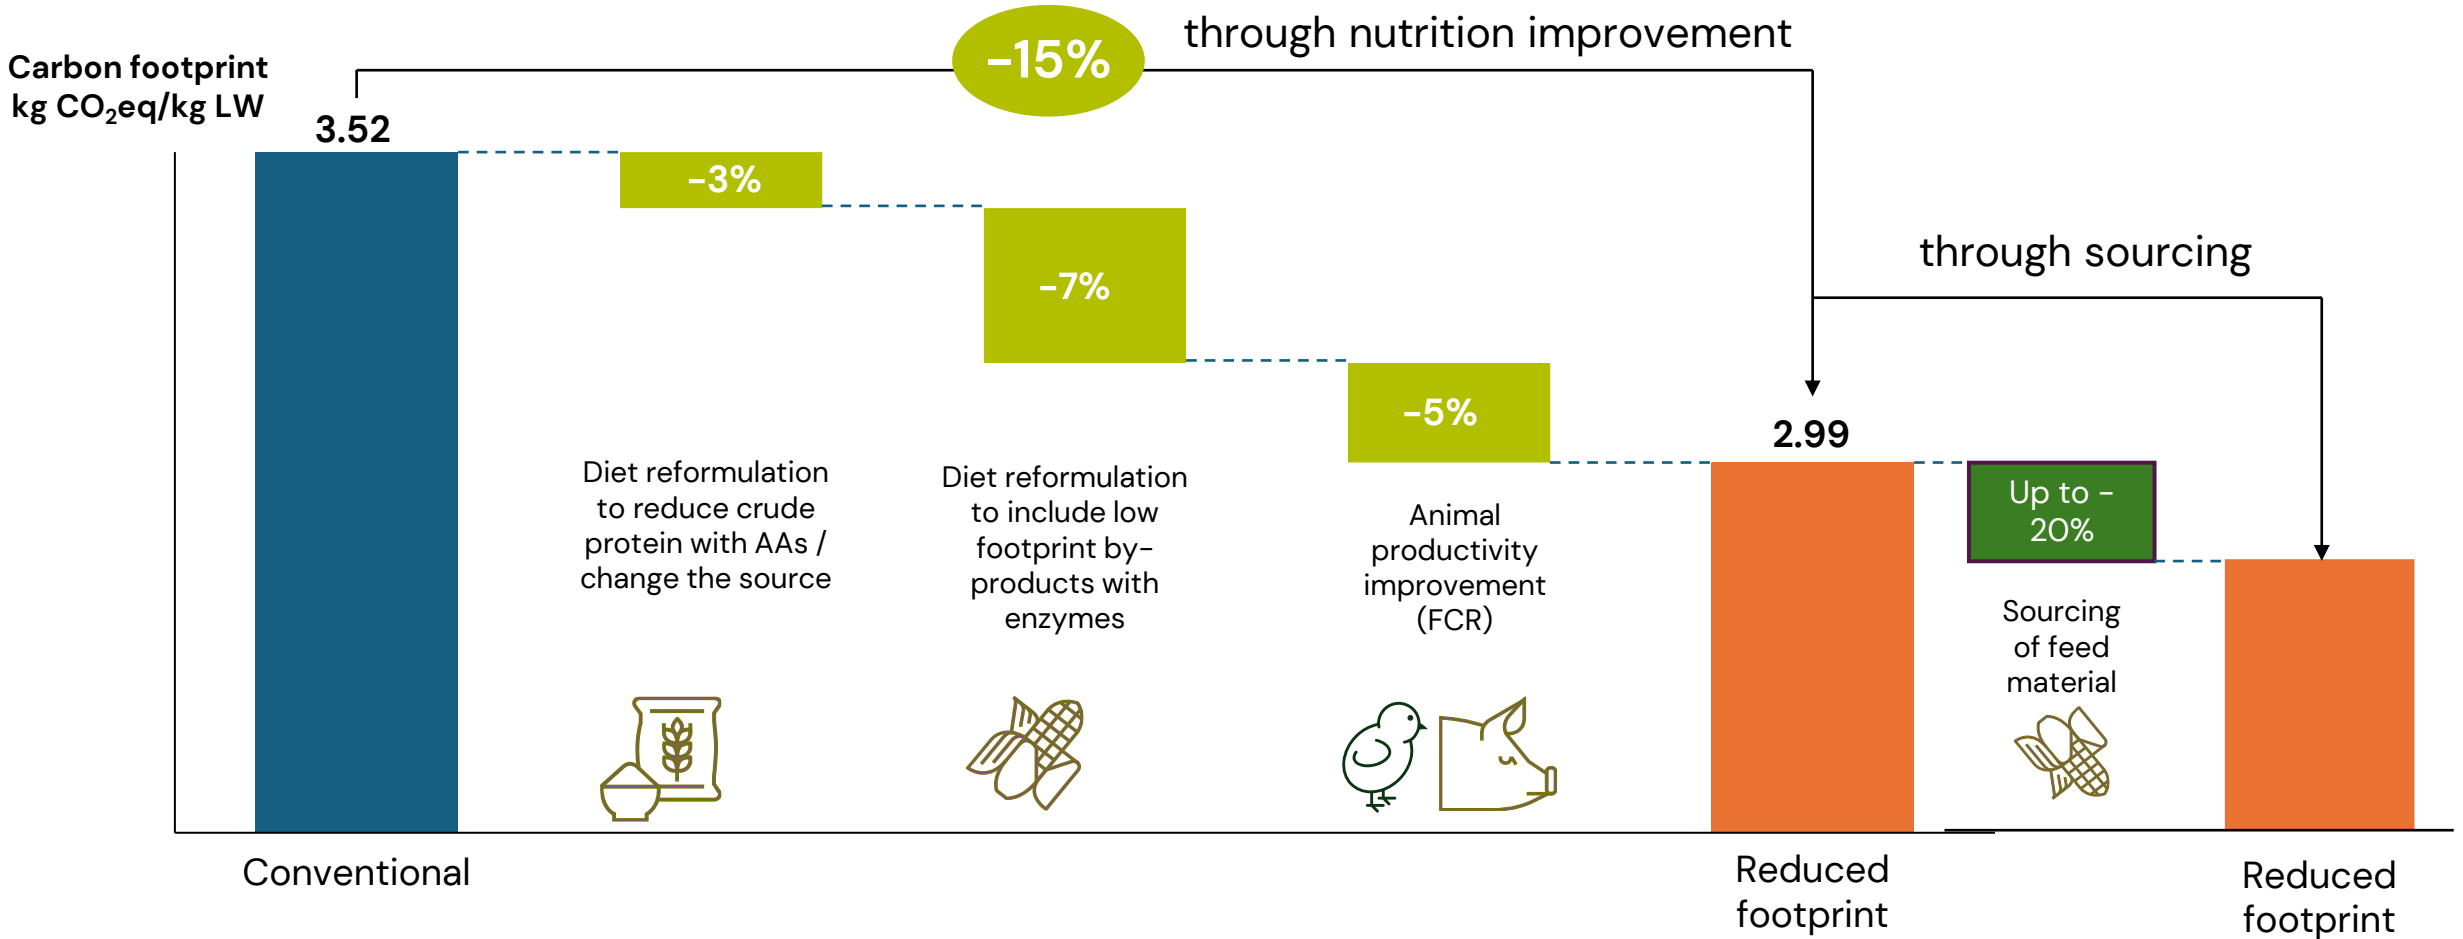 -15%
through nutrition improvement
Carbon footprint
kg CO₂eq/kg LW
3.52
-3%
-7%
through sourcing
-5%
2.99
Diet reformulation
to reduce crude
protein with AAs /
change the source
Diet reformulation
to include low
footprint by-
products with
enzymes
Animal
productivity
improvement
(FCR)
Up to -
20%
Sourcing
of feed
material
Conventional
Reduced
footprint
Reduced
footprint